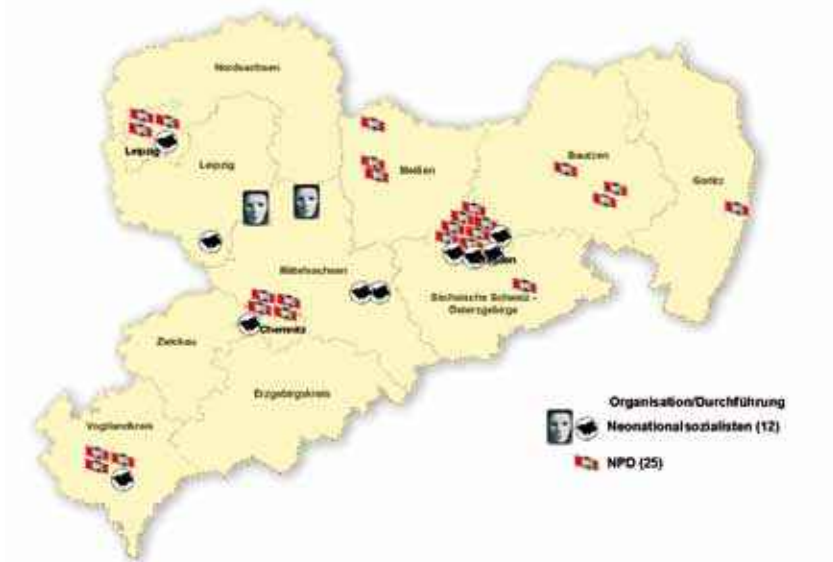 Nordsachsen
Leipzig
Leipzig
Meißen
Bautzen
Görlitz
Mittelsachsen
Sächsische Schweiz -
Osterzgebirge
Chemnitz
Zwickau
Erzgebirgskreis
Vogtlandkreis
Organisation/Durchführung
Neonationalsozialisten (12)
NPD (25)